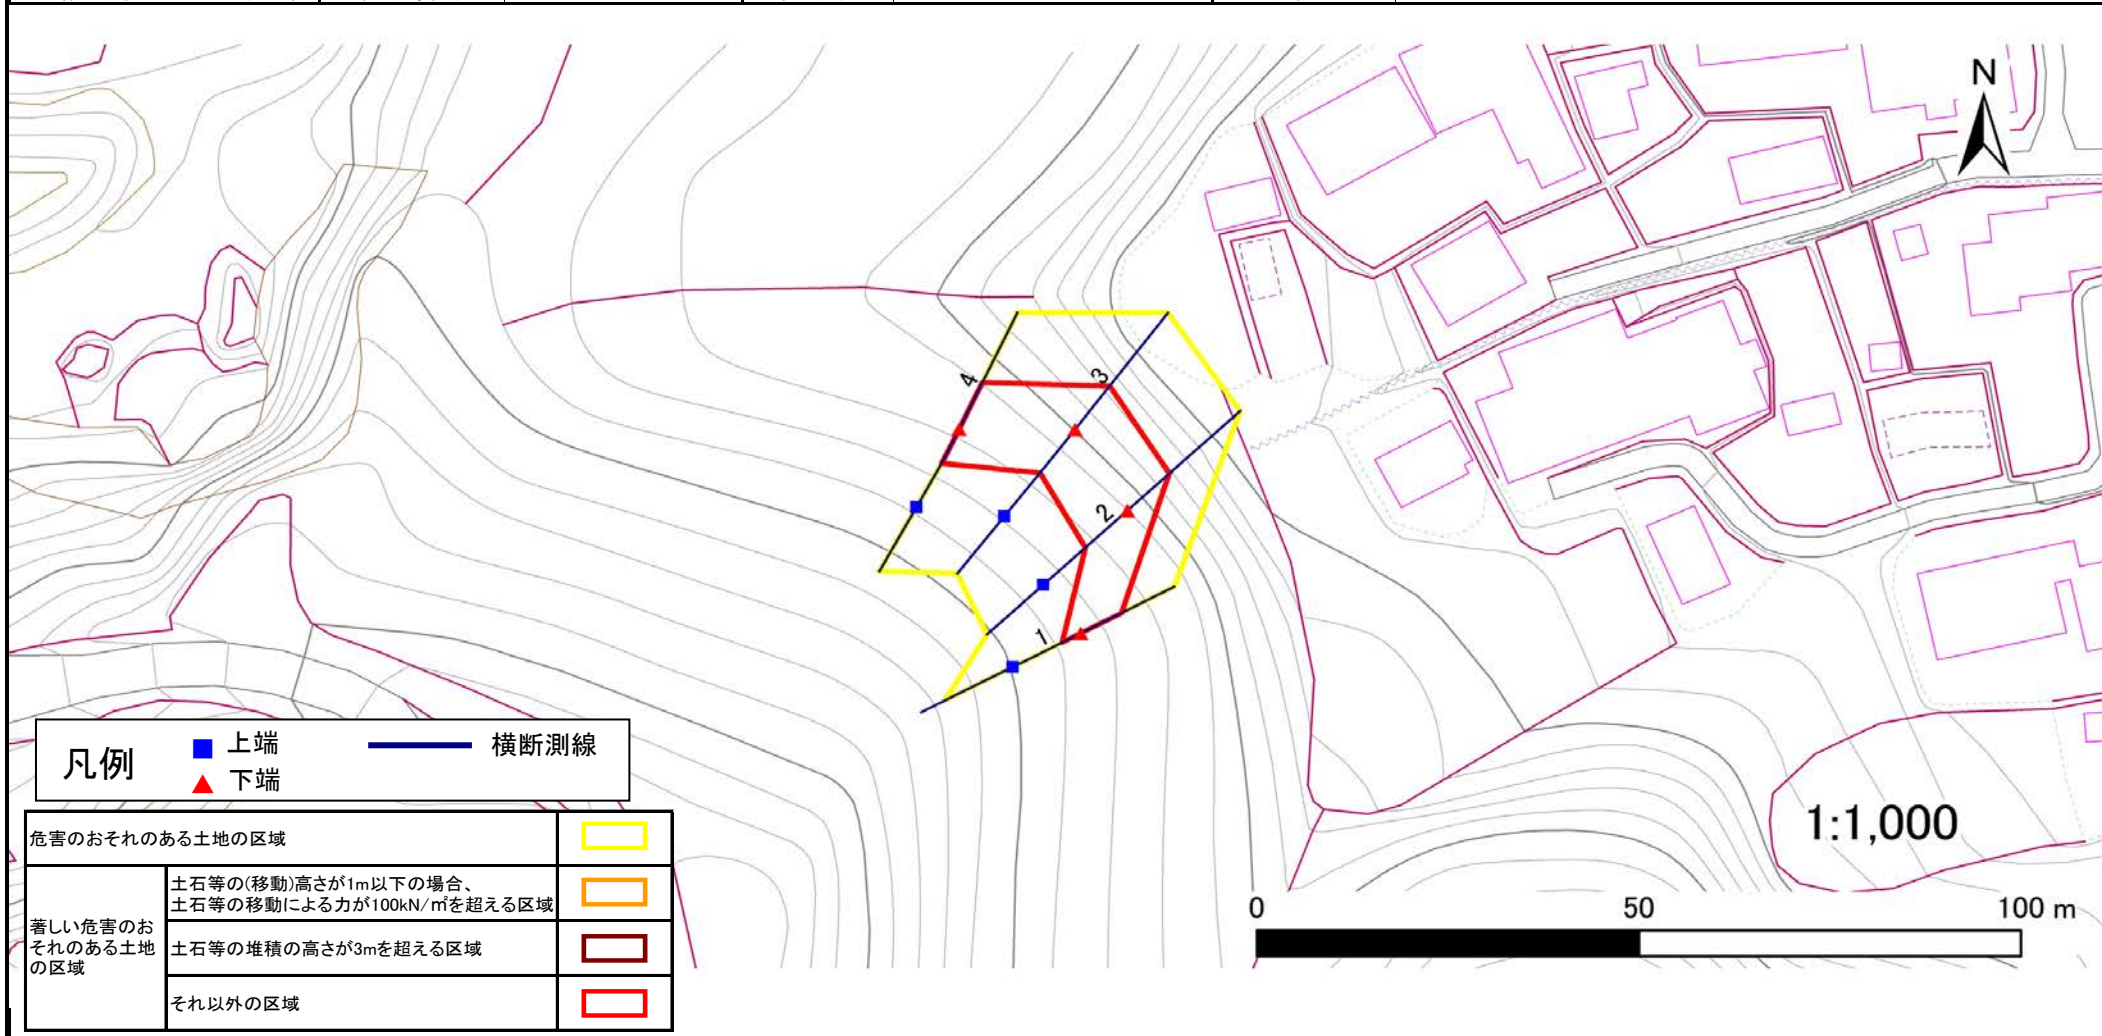 N
4
3
2
1
凡例
上端
横断測線
下端
危害のおそれのある土地の区域
著しい危害のお
それのある土地
の区域
土石等の(移動)高さが1m以下の場合、
土石等の移動による力が100kN/㎡を超える区域
土石等の堆積の高さが3mを超える区域
それ以外の区域
1:1,000
0 50 100 m